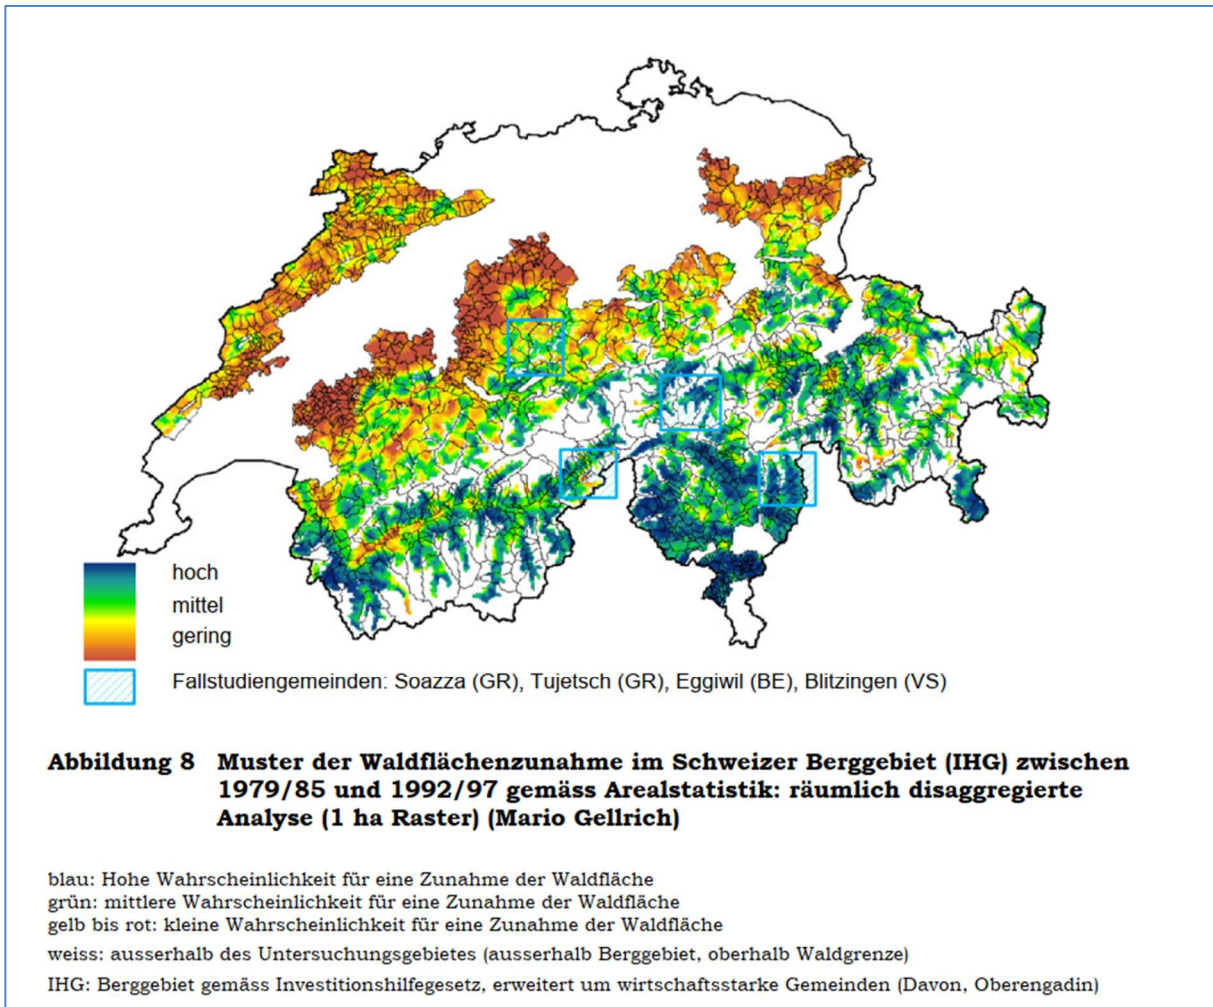 hoch
mittel
gering
Fallstudiengemeinden: Soazza (GR), Tujetsch (GR), Eggiwil (BE), Blitzingen (VS)
Abbildung 8 Muster der Waldflächenzunahme im Schweizer Berggebiet (IHG) zwischen
1979/85 und 1992/97 gemäss Arealstatistik: räumlich disaggregierte
Analyse (1 ha Raster) (Mario Gellrich)
blau: Hohe Wahrscheinlichkeit für eine Zunahme der Waldfläche
grün: mittlere Wahrscheinlichkeit für eine Zunahme der Waldfläche
gelb bis rot: kleine Wahrscheinlichkeit für eine Zunahme der Waldfläche
weiss: ausserhalb des Untersuchungsgebietes (ausserhalb Berggebiet, oberhalb Waldgrenze)
IHG: Berggebiet gemäss Investitionshilfegesetz, erweitert um wirtschaftsstarke Gemeinden (Davon, Oberengadin)